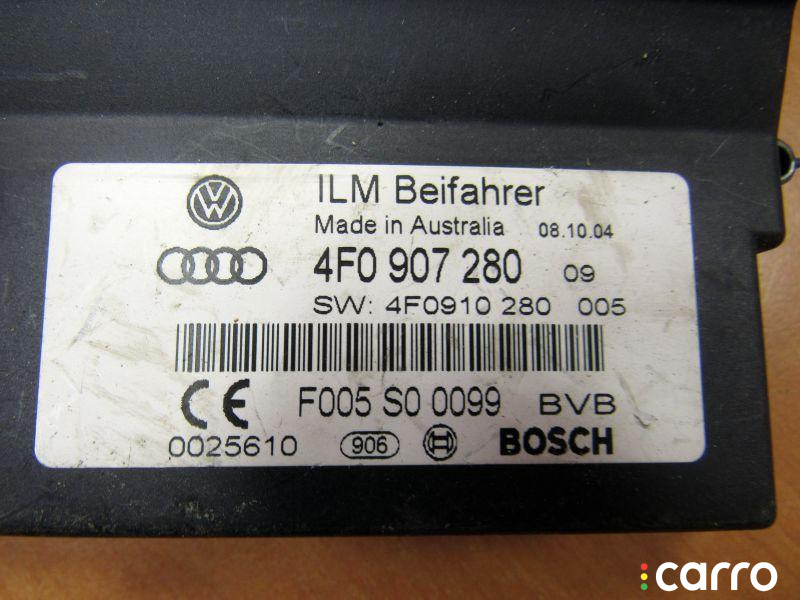 ILM Beifahrer
Made in Australia 08.10.04
4F0 907 280 09
SW: 4F0910 280 005
CE F005 S0 0099 BVB
0025610 906 BOSCH
carro